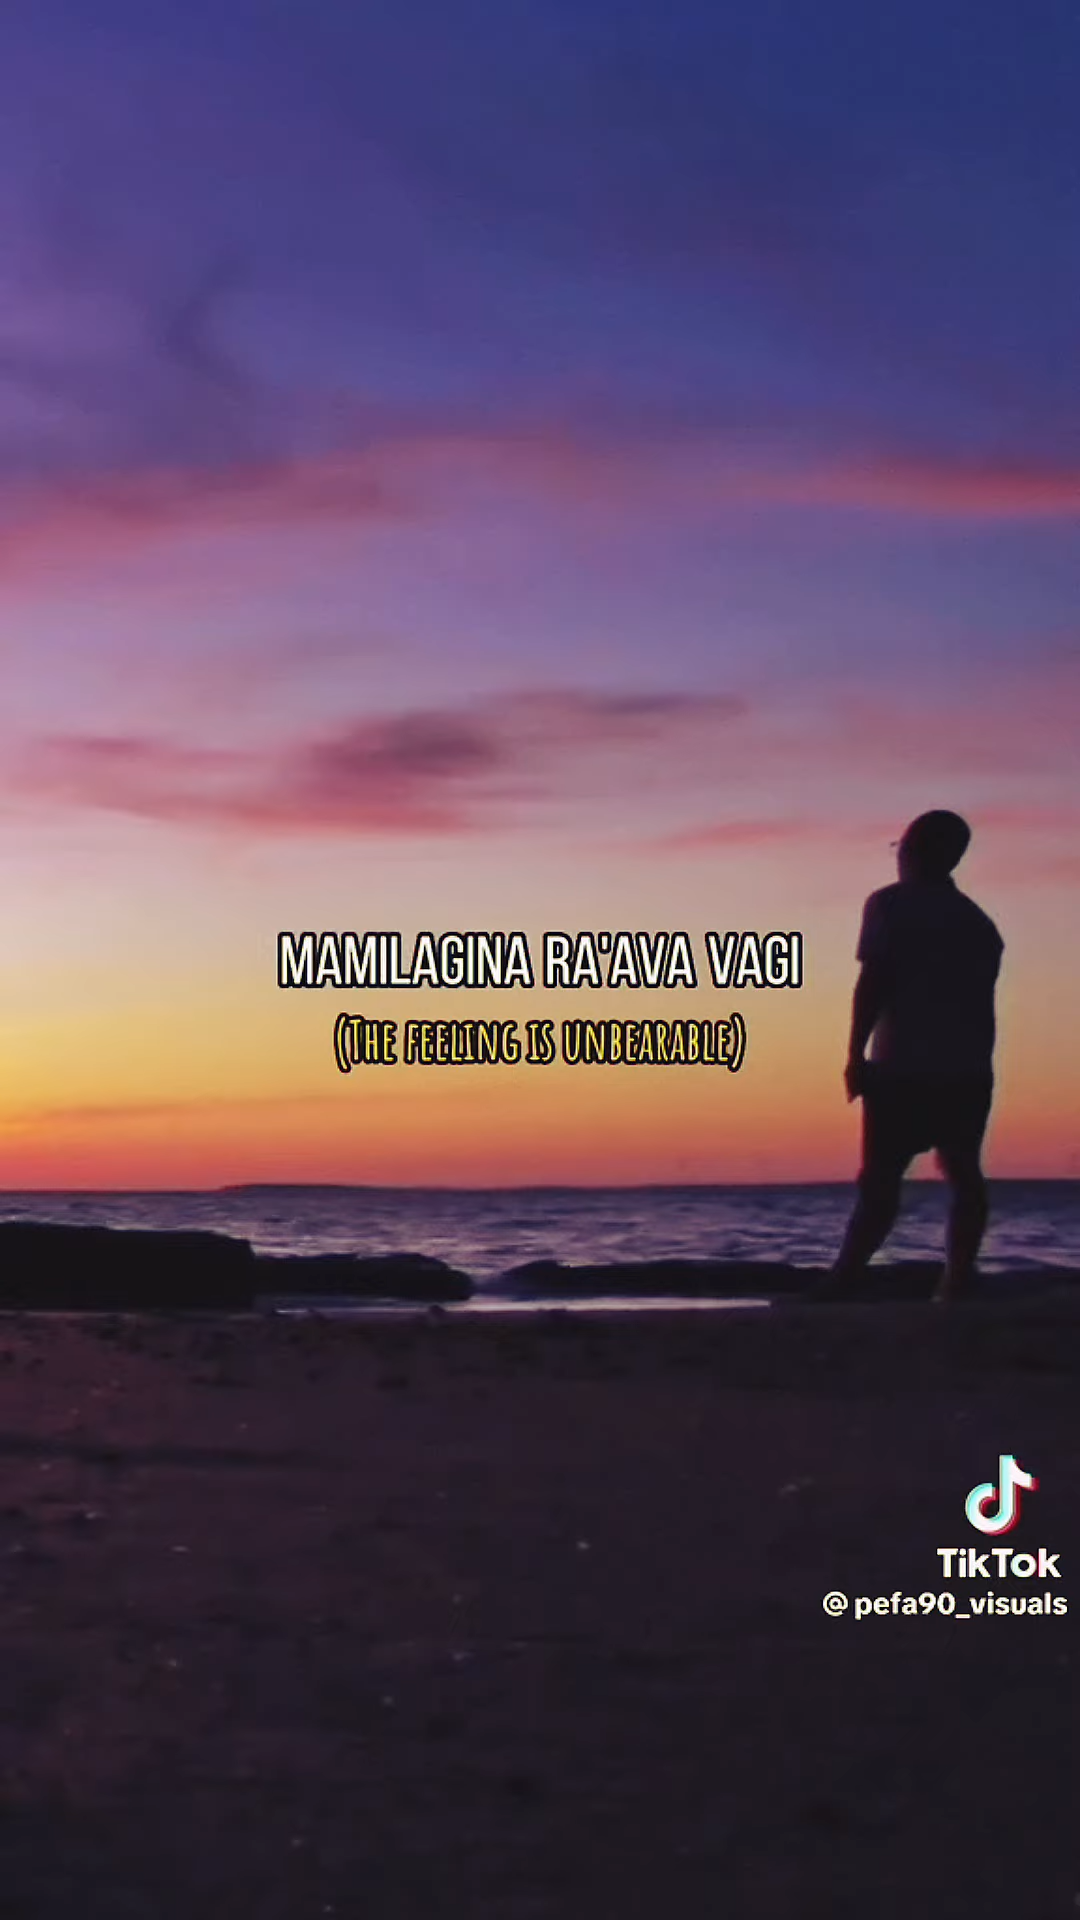 MAMILAGINA RA'AVA VAGI
(THE FEELING IS UNBEARABLE)
TikTok
@pefa90_visuals